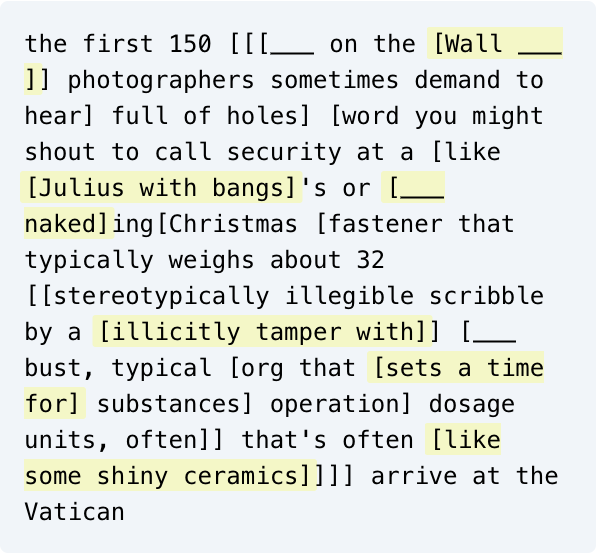 the first 150 [[[___ on the [Wall ___
]] photographers sometimes demand to
hear] full of holes] [word you might
shout to call security at a [like
[Julius with bangs]'s or [___
naked]ing[Christmas [fastener that
typically weighs about 32
[[stereotypically illegible scribble
by a [illicitly tamper with]] [___
bust, typical [org that [sets a time
for] substances] operation] dosage
units, often]] that's often [like
some shiny ceramics]]]] arrive at the
Vatican